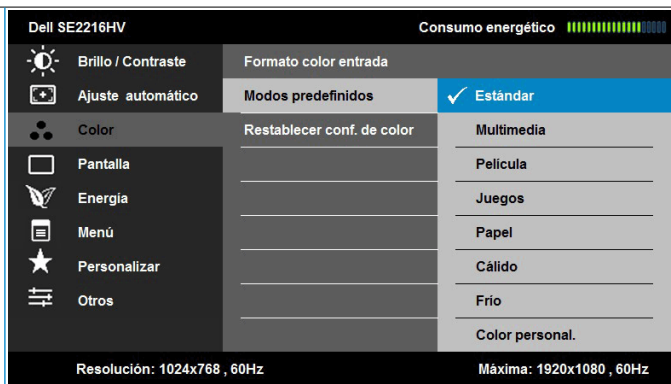 Dell SE2216HV Consumo energético
Brillo / Contraste Formato color entrada
Ajuste automático Modos predefinidos Estándar
Color Restablecer conf. de color Multimedia
Pantalla Película
Energía Juegos
Menú Papel
Personalizar Cálido
Otros Frío
Color personal.
Resolución: 1024x768 , 60Hz Máxima: 1920x1080 , 60Hz